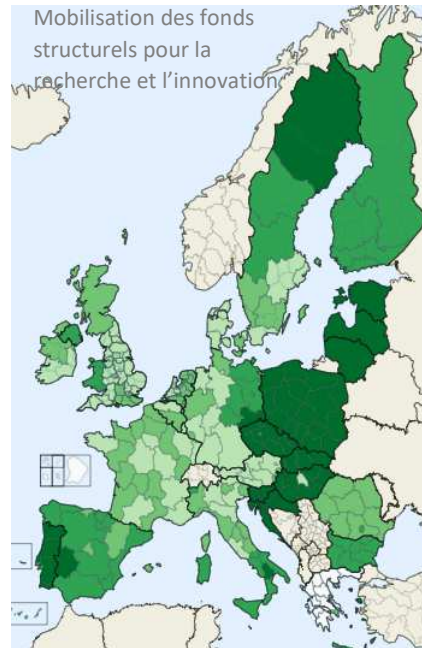 Mobilisation des fonds
structurels pour la
recherche et l’innovation